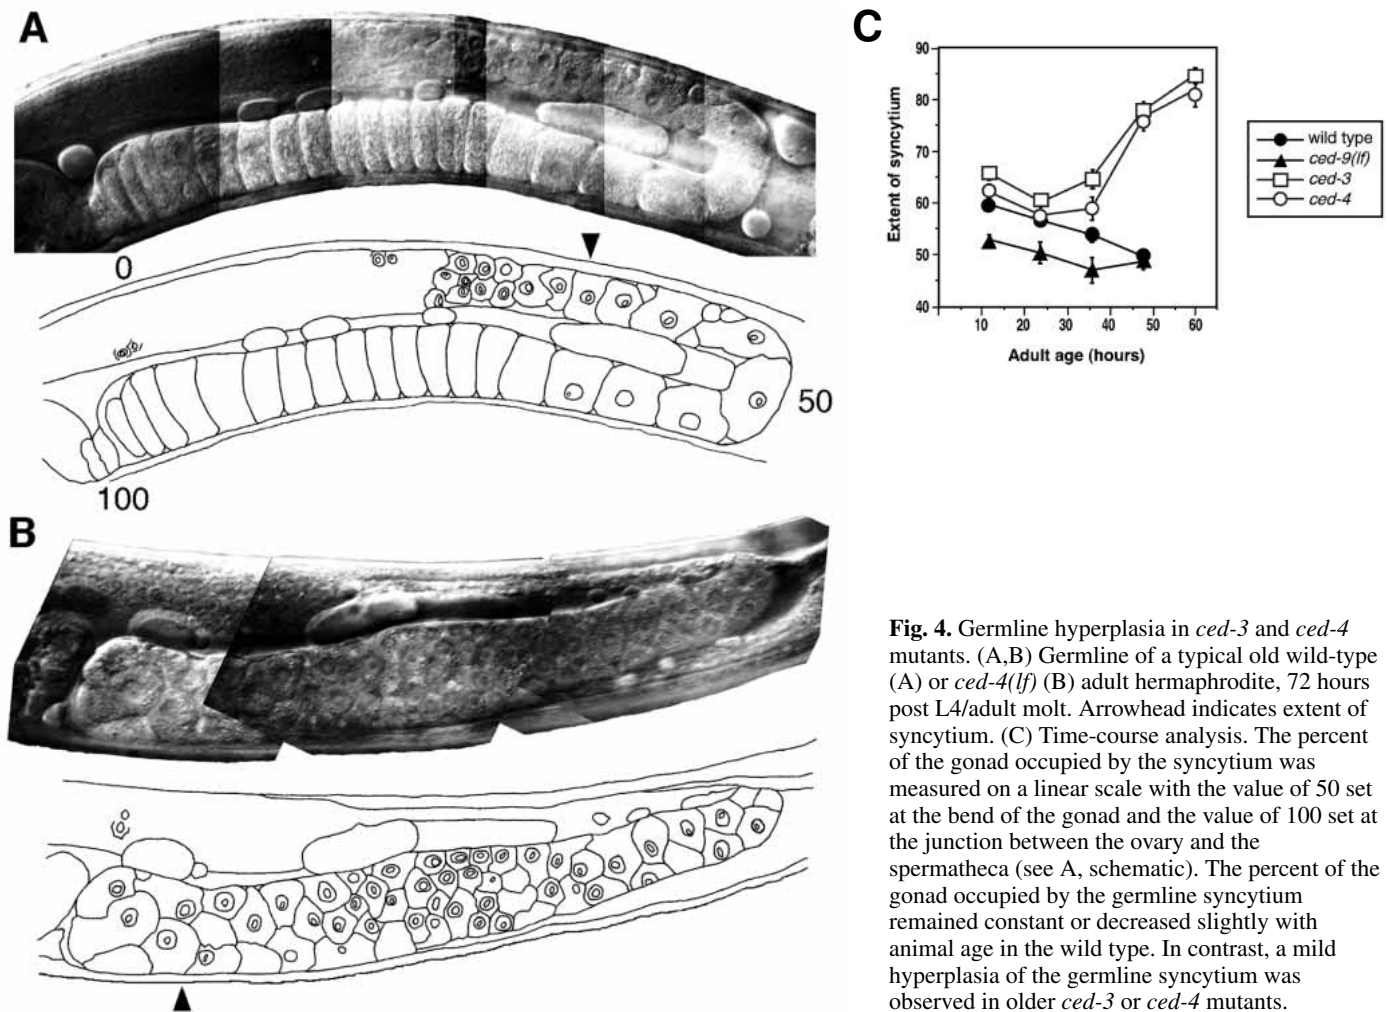 A
C
90
80
70
60
50
40
Extent of syncytium
10 20 30 40 50 60
Adult age (hours)
wild type
ced-9(lf)
ced-3
ced-4
0
50
100
B
Fig. 4. Germline hyperplasia in ced-3 and ced-4
mutants. (A,B) Germline of a typical old wild-type
(A) or ced-4(lf) (B) adult hermaphrodite, 72 hours
post L4/adult molt. Arrowhead indicates extent of
syncytium. (C) Time-course analysis. The percent
of the gonad occupied by the syncytium was
measured on a linear scale with the value of 50 set
at the bend of the gonad and the value of 100 set at
the junction between the ovary and the
spermatheca (see A, schematic). The percent of the
gonad occupied by the germline syncytium
remained constant or decreased slightly with
animal age in the wild type. In contrast, a mild
hyperplasia of the germline syncytium was
observed in older ced-3 or ced-4 mutants.